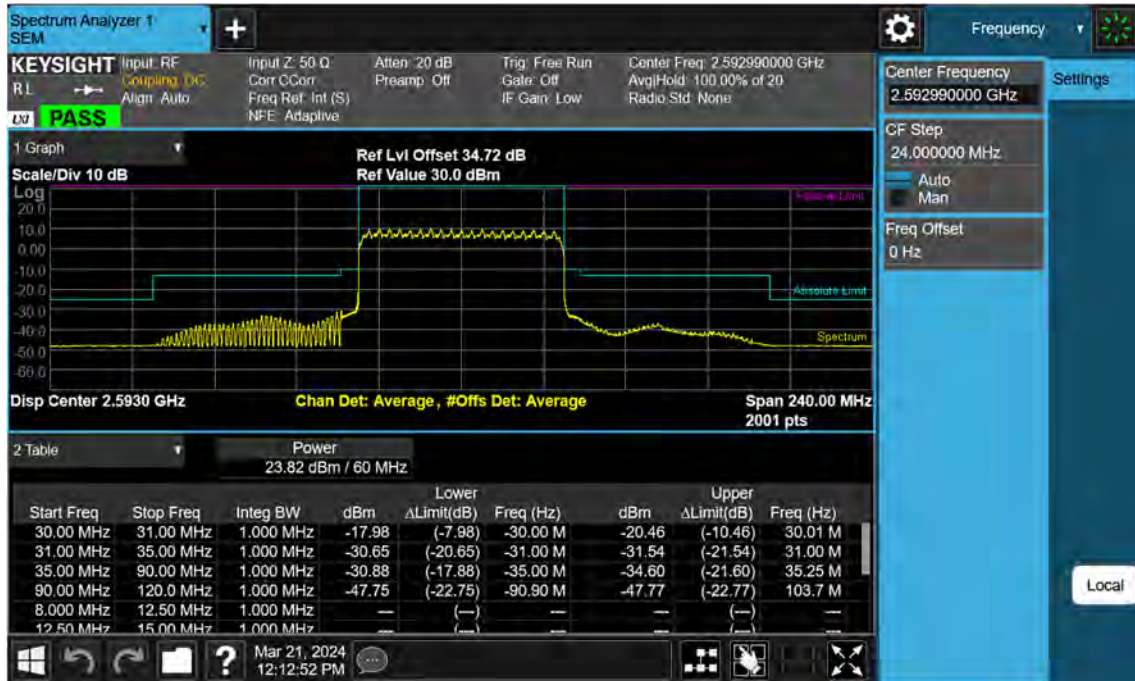 Spectrum Analyzer 1
SEM
+
Frequency
KEYSIGHT
RL
LXI
PASS
Input: RF
Coupling: DC
Align: Auto
Input Z: 50 Ω
Corr CCorr
Freq Ref: Int (S)
NFE: Adaptive
Atten: 20 dB
Preamp: Off
Trig: Free Run
Gate: Off
IF Gain: Low
Center Freq: 2.592990000 GHz
Avg|Hold: 100.00% of 20
Radio Std: None
Center Frequency
2.592990000 GHz
Settings
CF Step
24.000000 MHz
Auto
Man
Freq Offset
0 Hz
1 Graph
Scale/Div 10 dB
Ref Lvl Offset 34.72 dB
Ref Value 30.0 dBm
Log
20.0
10.0
0.00
-10.0
-20.0
-30.0
-40.0
-50.0
-60.0
Relative Limit
Absolute Limit
Spectrum
Disp Center 2.5930 GHz
Chan Det: Average, #Offs Det: Average
Span 240.00 MHz
2001 pts
2 Table
Power
23.82 dBm / 60 MHz
Lower Upper
Start Freq Stop Freq Integ BW dBm ΔLimit(dB) Freq (Hz) dBm ΔLimit(dB) Freq (Hz)
30.00 MHz 31.00 MHz 1.000 MHz -17.98 (-7.98) -30.00 M -20.46 (-10.46) 30.01 M
31.00 MHz 35.00 MHz 1.000 MHz -30.65 (-20.65) -31.00 M -31.54 (-21.54) 31.00 M
35.00 MHz 90.00 MHz 1.000 MHz -30.88 (-17.88) -35.00 M -34.60 (-21.60) 35.25 M
90.00 MHz 120.0 MHz 1.000 MHz -47.75 (-22.75) -90.90 M -47.77 (-22.77) 103.7 M
8.000 MHz 12.50 MHz 1.000 MHz --- (---) --- --- (---) ---
12.50 MHz 15.00 MHz 1.000 MHz --- (---) --- --- (---) ---
Local
?
Mar 21, 2024
12:12:52 PM